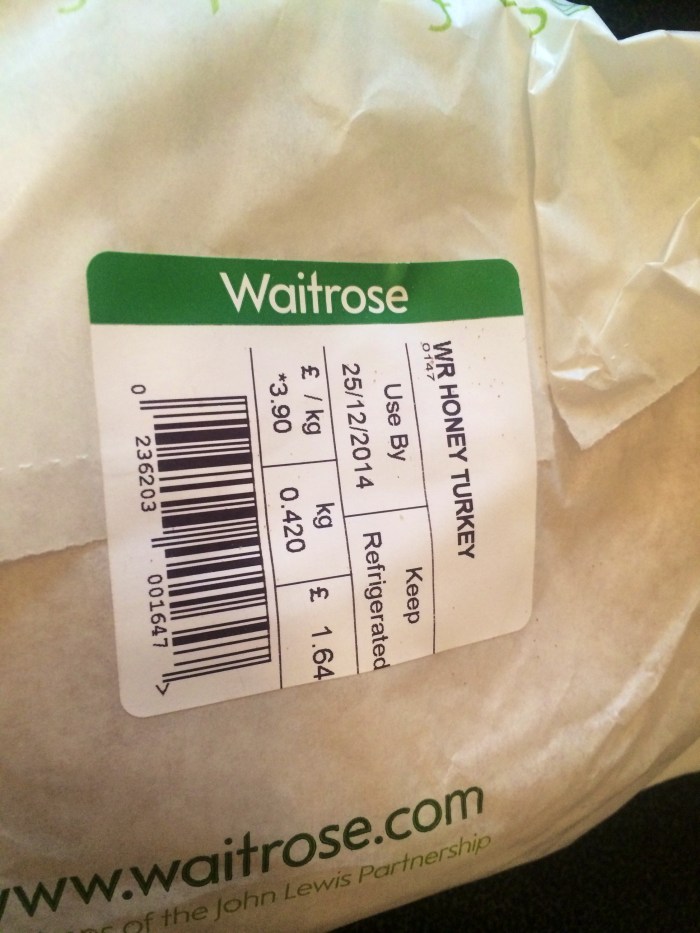 Waitrose
WR HONEY TURKEY
0147
Use By Keep
25/12/2014 Refrigerated
£ / kg kg £
*3.90 0.420 1.64
0 236203 001647 >
www.waitrose.com
of the John Lewis Partnership